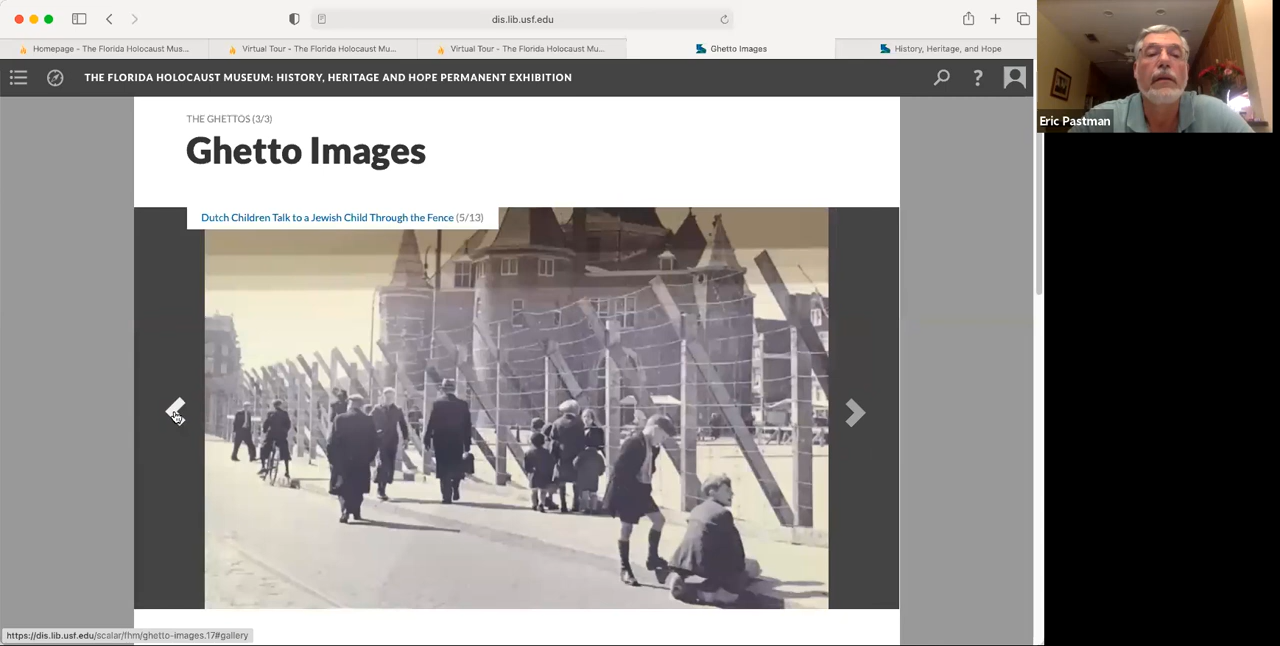 dis.lib.usf.edu
Homepage - The Florida Holocaust Mus...
Virtual Tour - The Florida Holocaust Mu...
Virtual Tour - The Florida Holocaust Mu...
Ghetto Images
History, Heritage, and Hope
THE FLORIDA HOLOCAUST MUSEUM: HISTORY, HERITAGE AND HOPE PERMANENT EXHIBITION
?
THE GHETTOS (3/3)
Ghetto Images
Dutch Children Talk to a Jewish Child Through the Fence (5/13)
https://dis.lib.usf.edu/scalar/fhm/ghetto-images.17#gallery
Eric Pastman